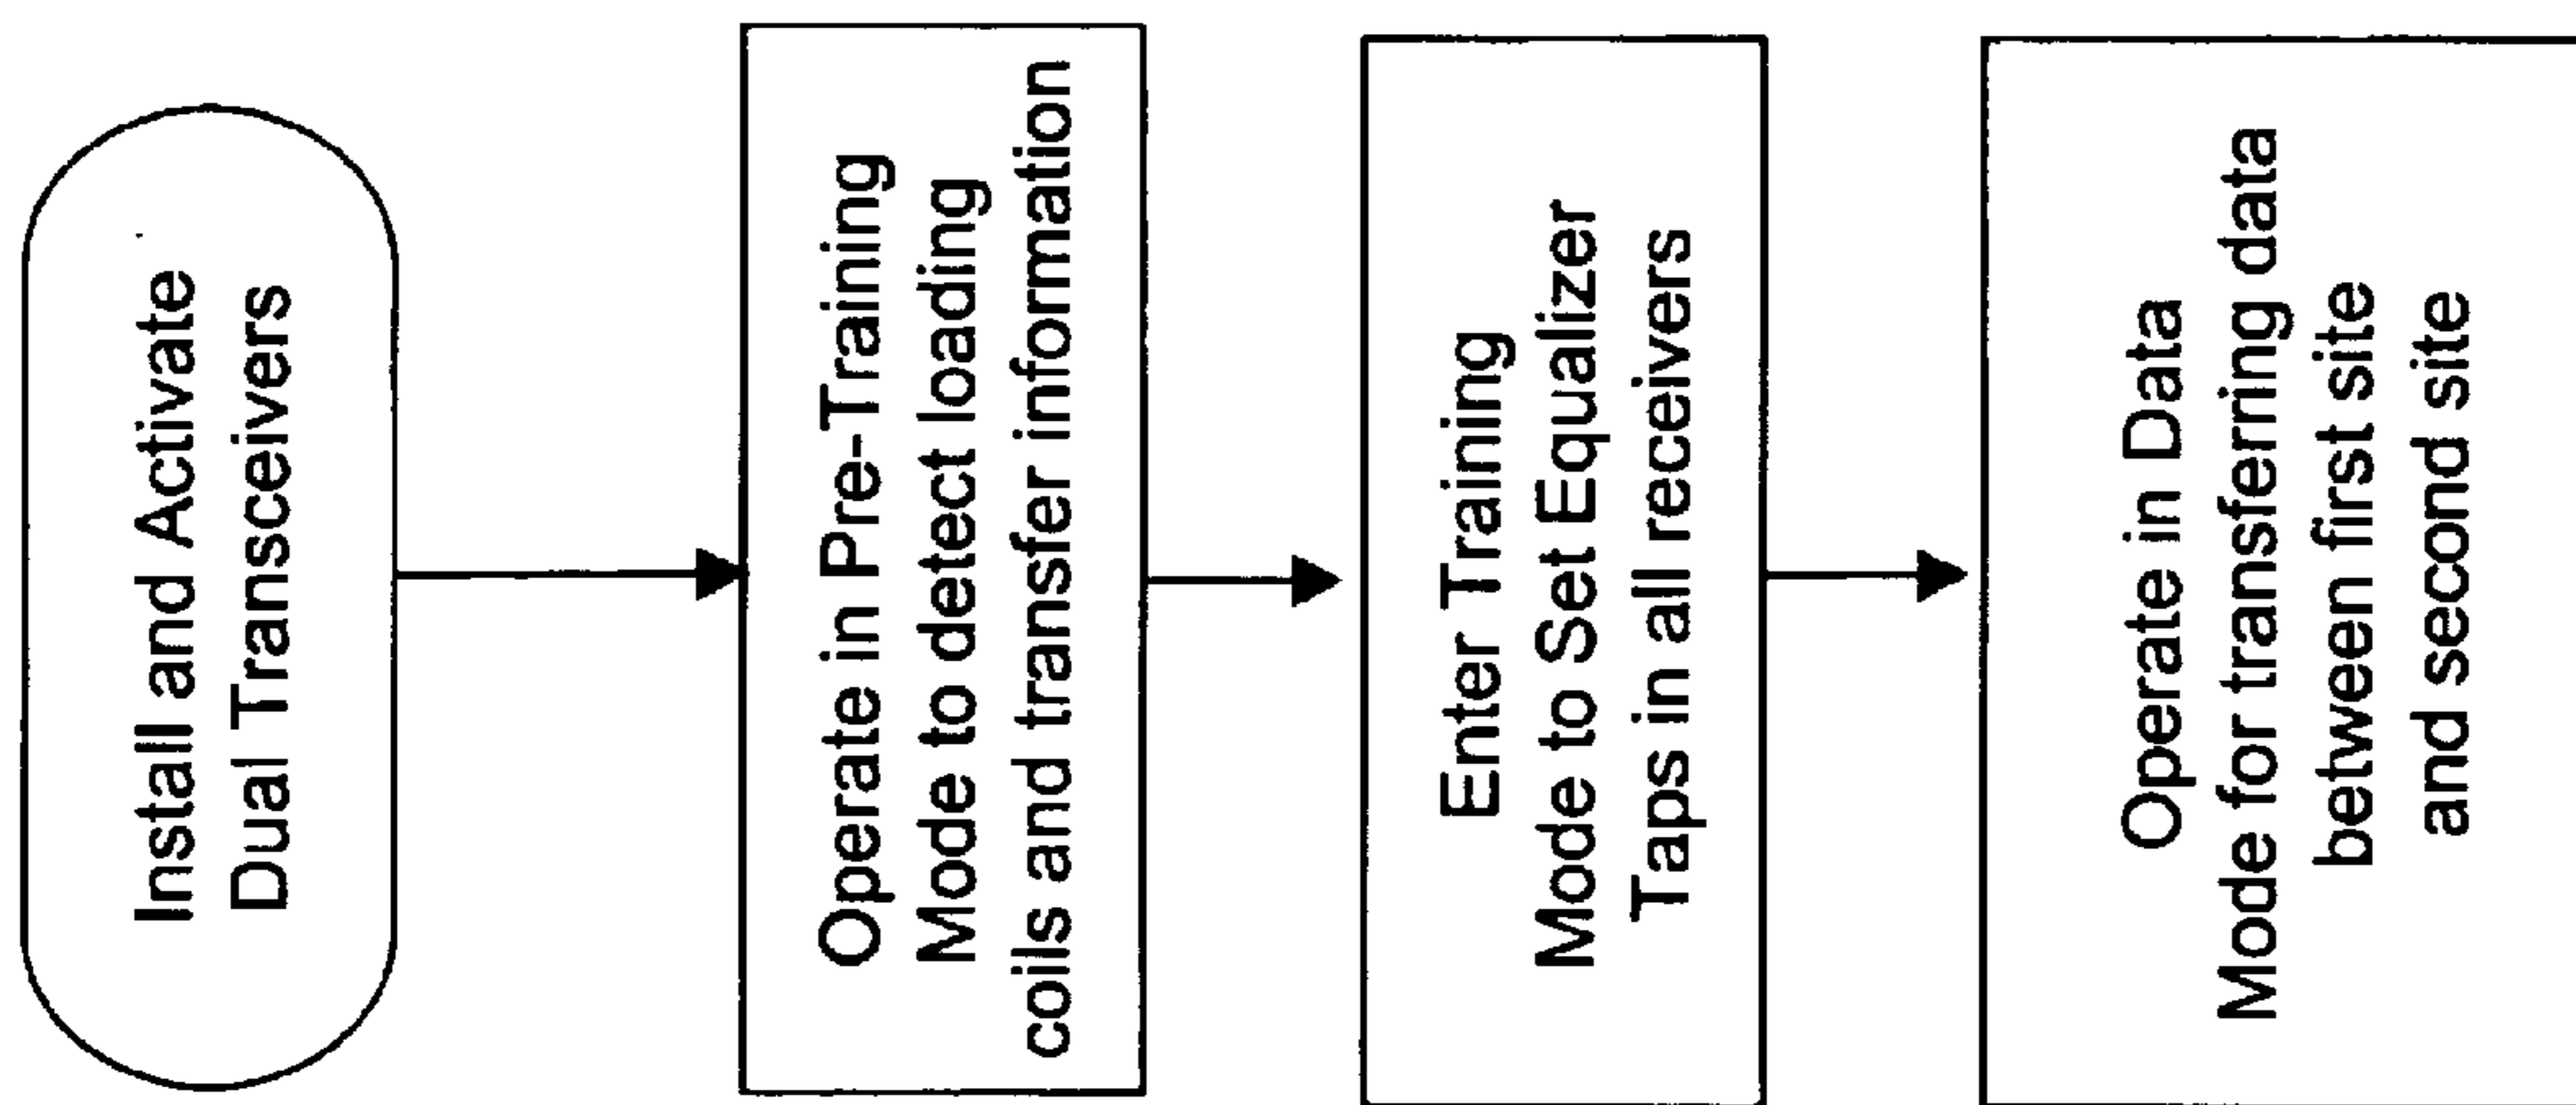 Install and Activate
Dual Transceivers
Operate in Pre-Training
Mode to detect loading
coils and transfer information
Enter Training
Mode to Set Equalizer
Taps in all receivers
Operate in Data
Mode for transferring data
between first site
and second site